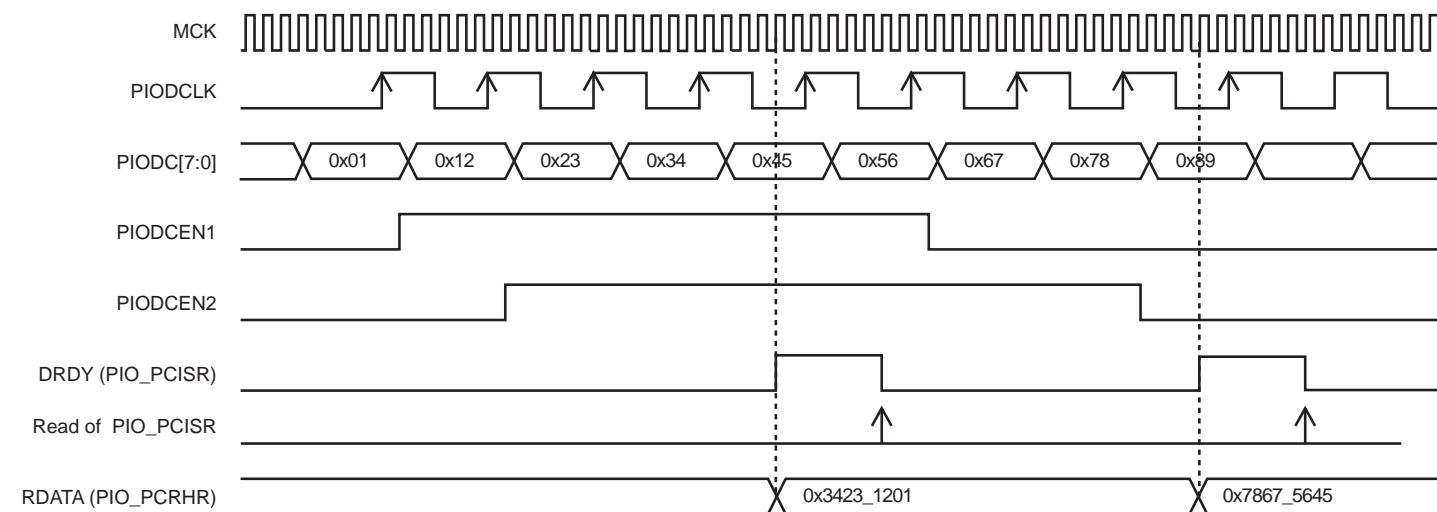 MCK
PIODCLK
PIODC[7:0] 0x01 0x12 0x23 0x34 0x45 0x56 0x67 0x78 0x89
PIODCEN1
PIODCEN2
DRDY (PIO_PCISR)
Read of PIO_PCISR
RDATA (PIO_PCRHR) 0x3423_1201 0x7867_5645